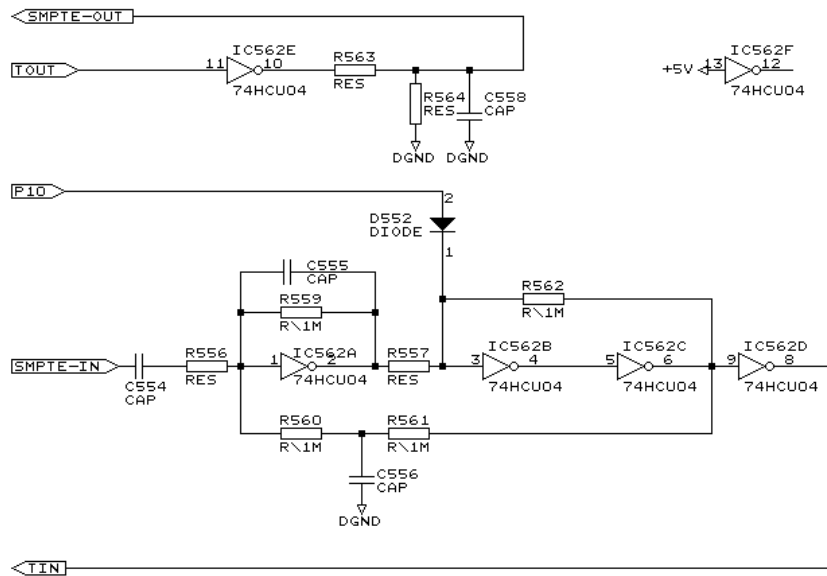 SMPTE-OUT
TOUT
11
IC562E
10
74HCU04
R563
RES
R564
RES
C558
CAP
DGND
DGND
+5V
13
IC562F
12
74HCU04
P10
2
D552
DIODE
1
C555
CAP
R559
R\1M
R562
R\1M
SMPTE-IN
C554
CAP
R556
RES
1
IC562A
2
74HCU04
R557
RES
3
IC562B
4
74HCU04
5
IC562C
6
74HCU04
9
IC562D
8
74HCU04
R560
R\1M
R561
R\1M
C556
CAP
DGND
TIN